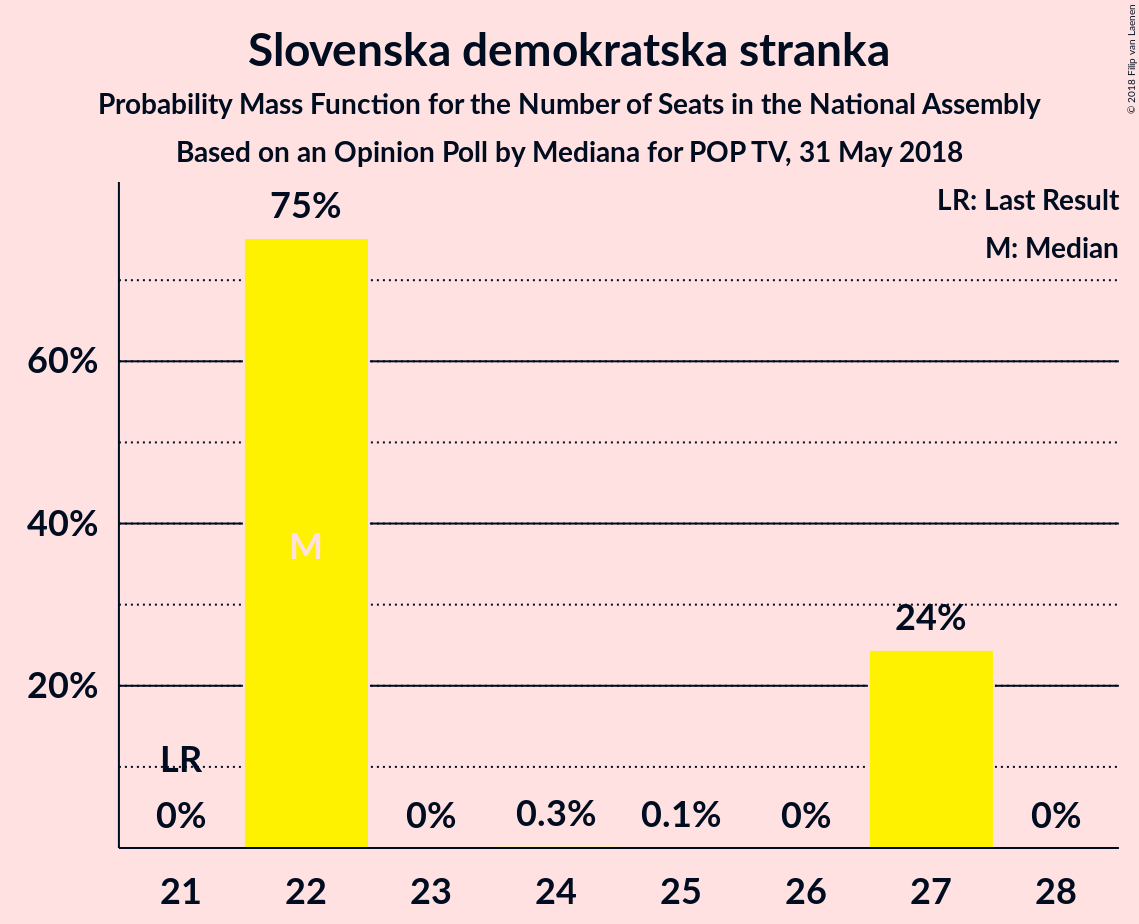 Slovenska demokratska stranka
Probability Mass Function for the Number of Seats in the National Assembly
Based on an Opinion Poll by Mediana for POP TV, 31 May 2018
© 2018 Filip van Laenen
LR: Last Result
M: Median
75%
60%
40%
M
24%
20%
LR
0%
0%
0.3%
0.1%
0%
0%
21
22
23
24
25
26
27
28